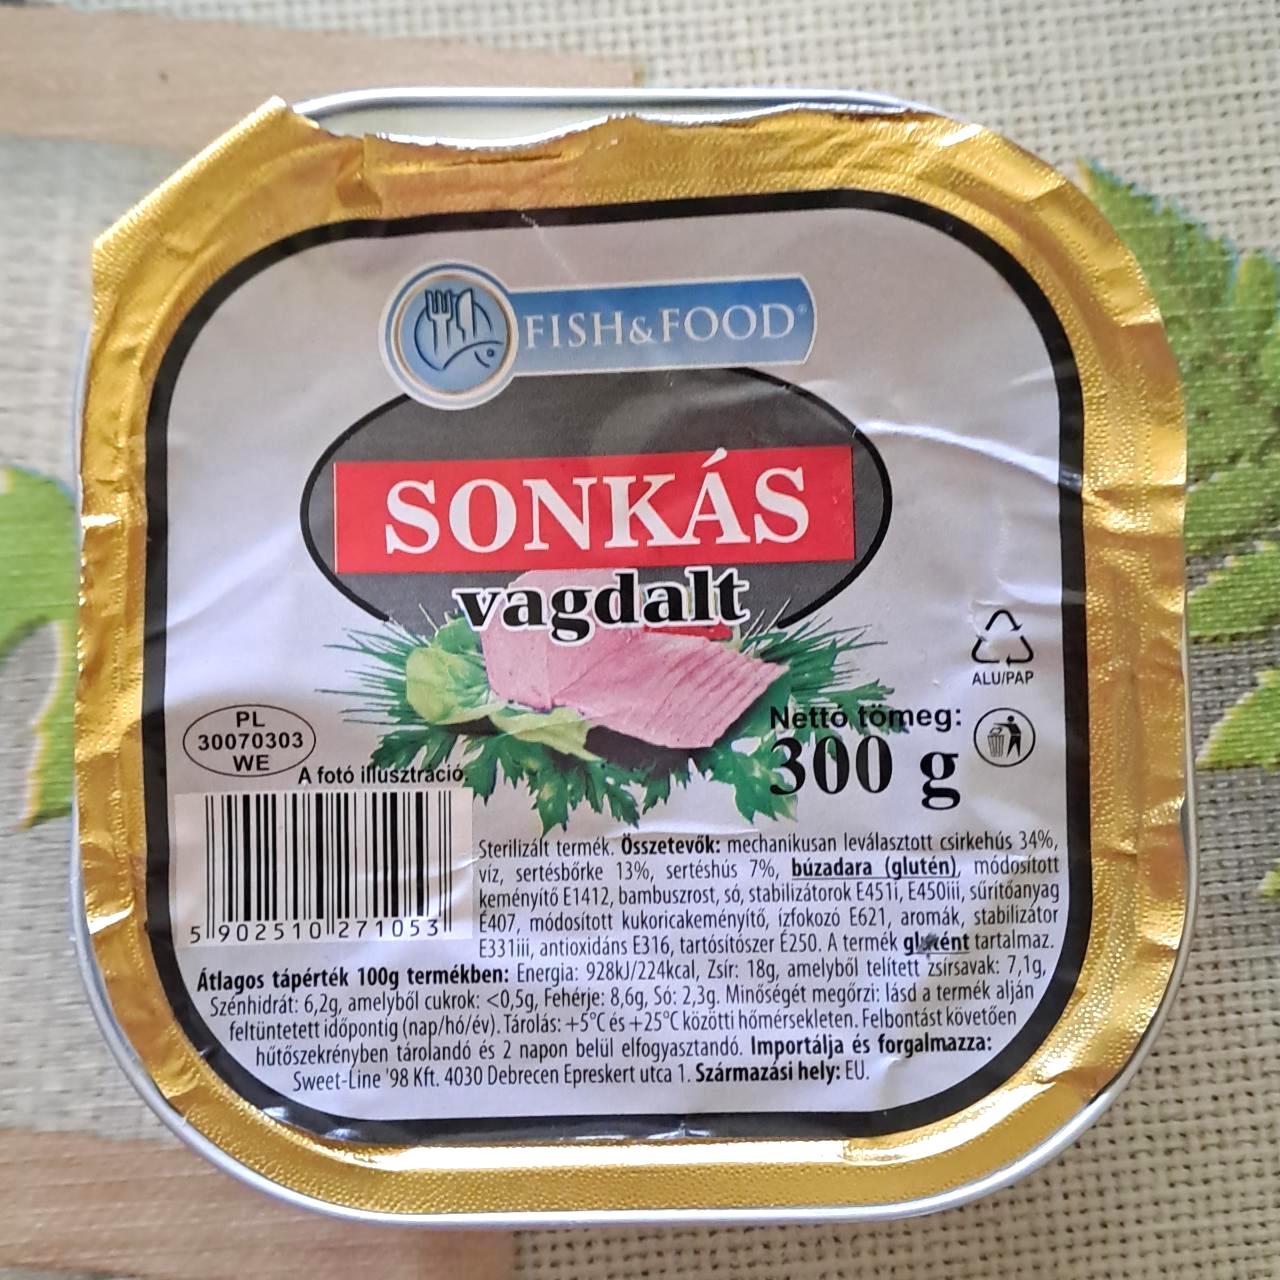 FISH&FOOD®
SONKÁS
vagdalt
ALU/PAP
PL
30070303
WE
A fotó illusztráció.
Nettó tömeg:
300 g
5 902510 271053
Sterilizált termék. Összetevők: mechanikusan leválasztott csirkehús 34%,
víz, sertésbőrke 13%, sertéshús 7%, búzadara (glutén), módosított
keményítő E1412, bambuszrost, só, stabilizátorok E451i, E450iii, sűrítőanyag
E407, módosított kukoricakeményítő, ízfokozó E621, aromák, stabilizátor
E331iii, antioxidáns E316, tartósítószer E250. A termék glutént tartalmaz.
Átlagos tápérték 100g termékben: Energia: 928kJ/224kcal, Zsír: 18g, amelyből telített zsírsavak: 7,1g,
Szénhidrát: 6,2g, amelyből cukrok: <0,5g, Fehérje: 8,6g, Só: 2,3g. Minőségét megőrzi: lásd a termék alján
feltüntetett időpontig (nap/hó/év). Tárolás: +5°C és +25°C közötti hőmérsekleten. Felbontást követően
hűtőszekrényben tárolandó és 2 napon belül elfogyasztandó. Importálja és forgalmazza:
Sweet-Line '98 Kft. 4030 Debrecen Epreskert utca 1. Származási hely: EU.